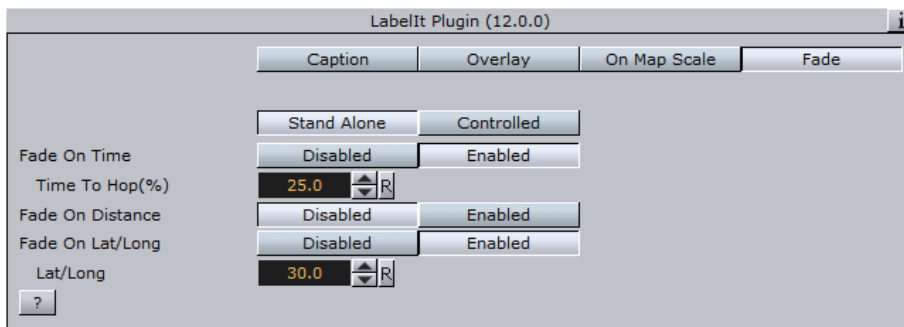 LabelIt Plugin (12.0.0)
i
Caption Overlay On Map Scale Fade
Stand Alone Controlled
Fade On Time Disabled Enabled
Time To Hop(%) 25.0 R
Fade On Distance Disabled Enabled
Fade On Lat/Long Disabled Enabled
Lat/Long 30.0 R
?